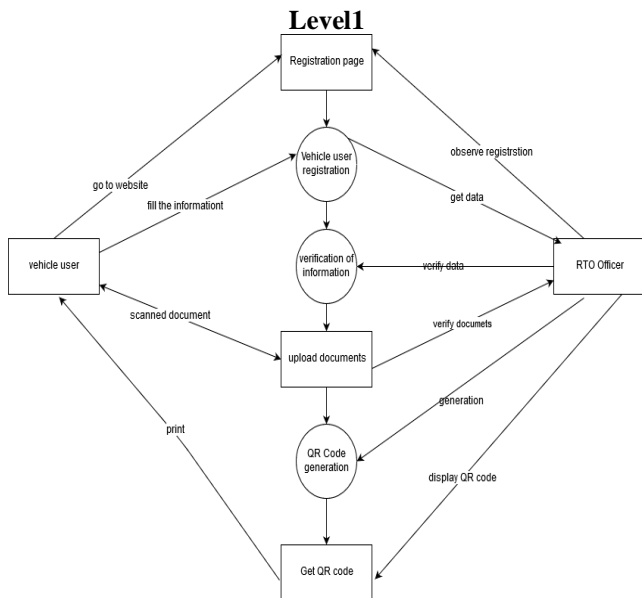 Level1
Registration page
Vehicle user
registration
observe registrstion
go to website
fill the informationt
get data
vehicle user
verification of
information
verify data
RTO Officer
scanned document
verify documets
upload documents
generation
print
QR Code
generation
display QR code
Get QR code